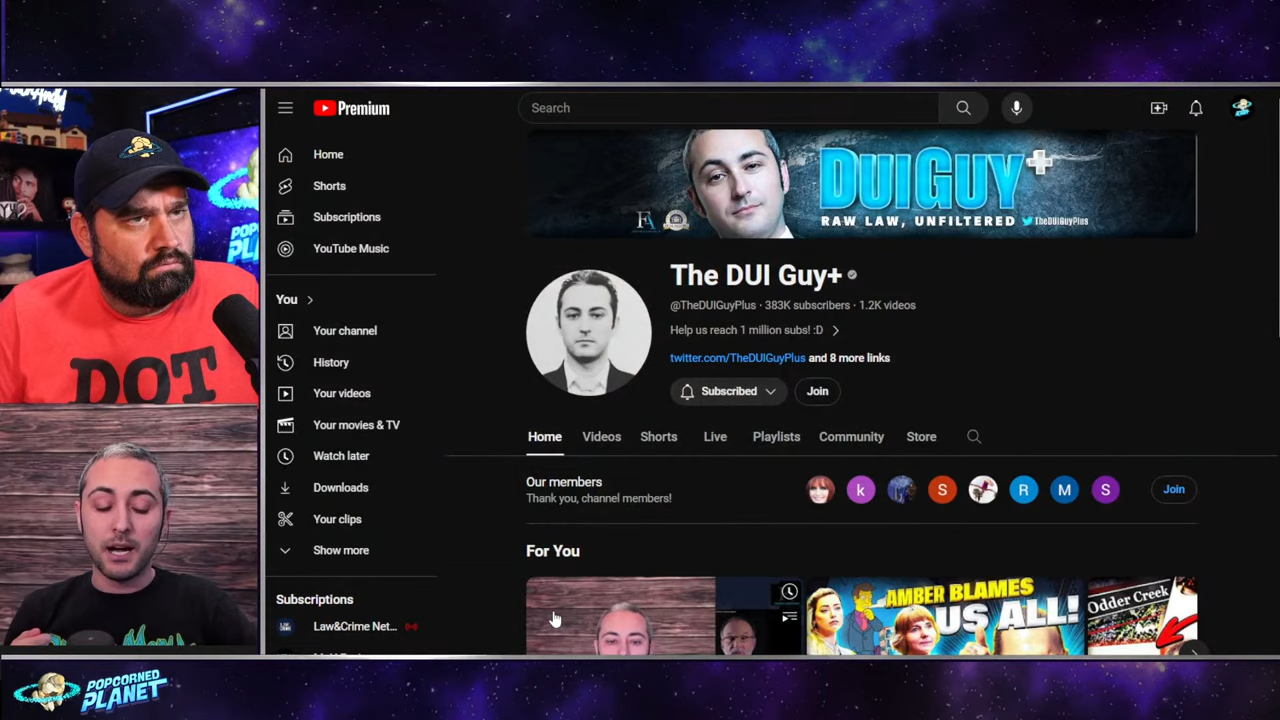 Premium
Search
Home
Shorts
Subscriptions
YouTube Music
You
Your channel
History
Your videos
Your movies & TV
Watch later
Downloads
Your clips
Show more
Subscriptions
Law&Crime Net...
DUIGUY+
RAW LAW, UNFILTERED TheDUIGuyPlus
The DUI Guy+
@TheDUIGuyPlus · 383K subscribers · 1.2K videos
Help us reach 1 million subs! :D
twitter.com/TheDUIGuyPlus and 8 more links
Subscribed
Join
Home Videos Shorts Live Playlists Community Store
Our members
Thank you, channel members!
k S R M S
Join
For You
AMBER BLAMES
US ALL!
Odder Creek
DOT
POPCORNED
PLANET